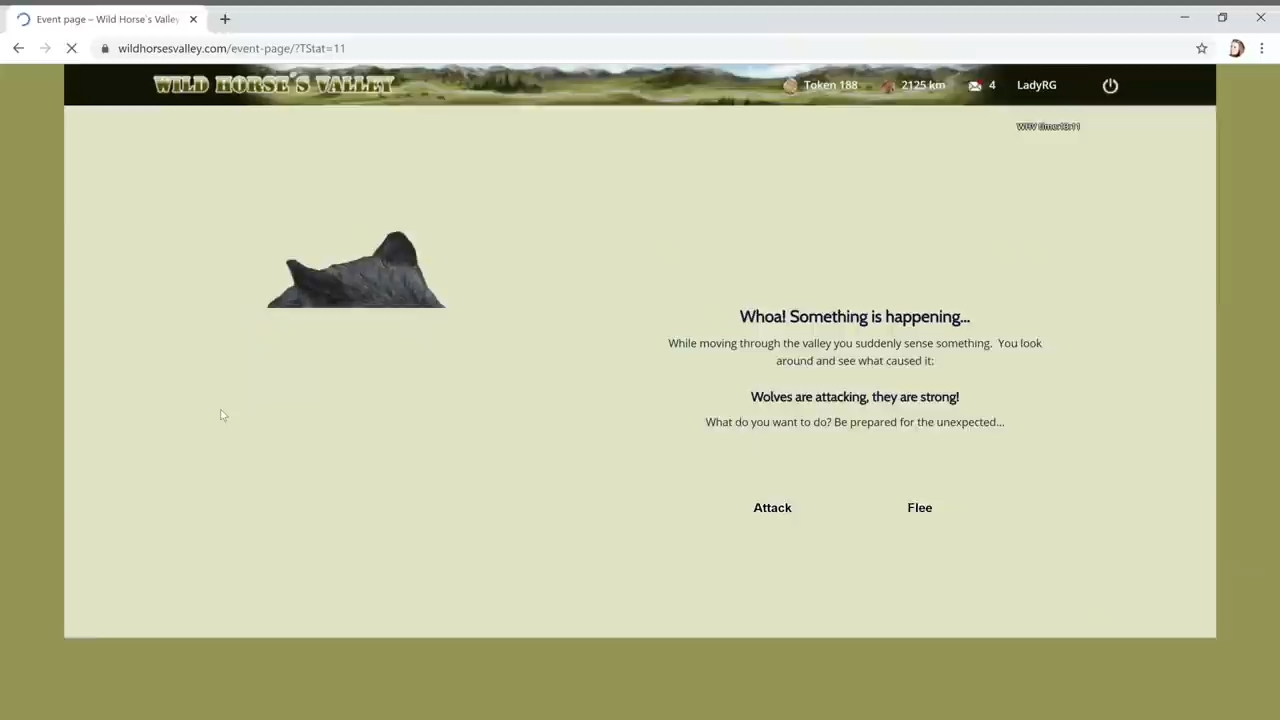 Event page – Wild Horse's Valley
wildhorsesvalley.com/event-page/?TStat=11
WILD HORSE'S VALLEY
Token 188
2125 km
4
LadyRG
Whoa! Something is happening...
While moving through the valley you suddenly sense something. You look
around and see what caused it:
Wolves are attacking, they are strong!
What do you want to do? Be prepared for the unexpected...
Attack
Flee